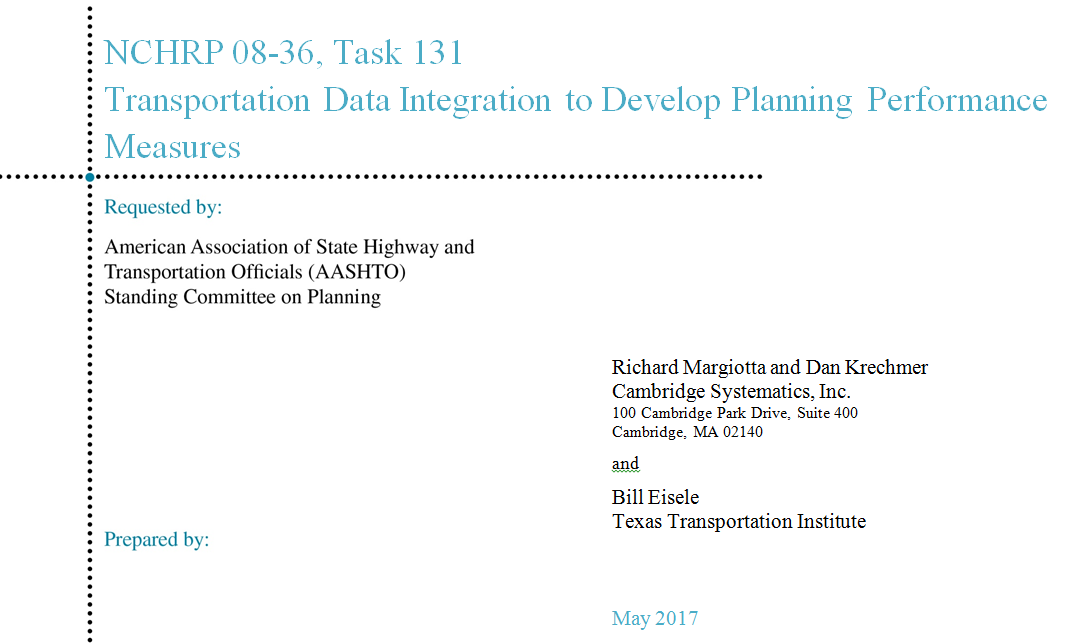 NCHRP 08-36, Task 131
Transportation Data Integration to Develop Planning Performance
Measures
Requested by:
American Association of State Highway and
Transportation Officials (AASHTO)
Standing Committee on Planning
Richard Margiotta and Dan Krechmer
Cambridge Systematics, Inc.
100 Cambridge Park Drive, Suite 400
Cambridge, MA 02140
and
Bill Eisele
Texas Transportation Institute
Prepared by:
May 2017